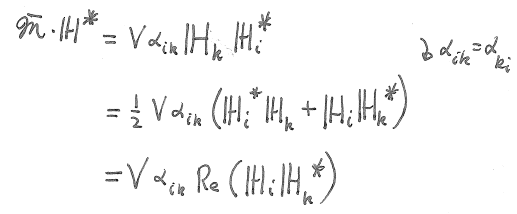 𝓜̄·ℍ* = V α_ik ℍ_k ℍ_i* ∂ α_ik = α_ki
= 1/2 V α_ik (ℍ_i* ℍ_k + ℍ_i ℍ_k*)
= V α_ik Re (ℍ_i ℍ_k*)